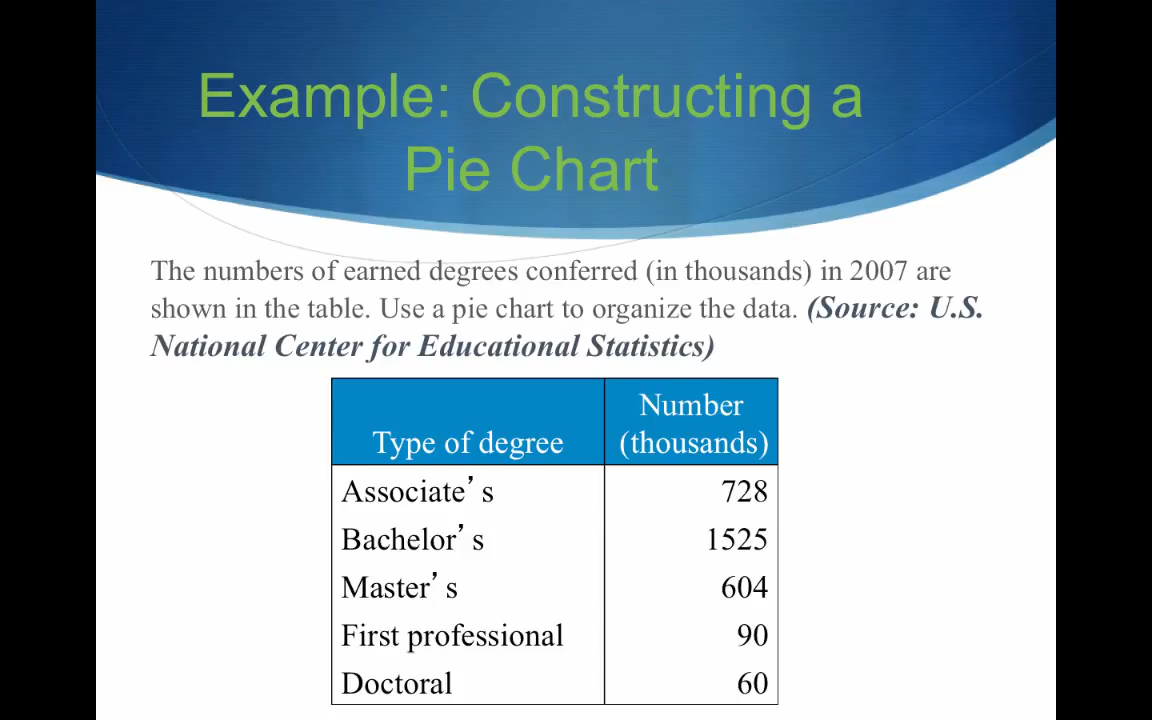 Example: Constructing a
Pie Chart
The numbers of earned degrees conferred (in thousands) in 2007 are
shown in the table. Use a pie chart to organize the data. (Source: U.S.
National Center for Educational Statistics)
Type of degree Number (thousands)
Associate’s 728
Bachelor’s 1525
Master’s 604
First professional 90
Doctoral 60